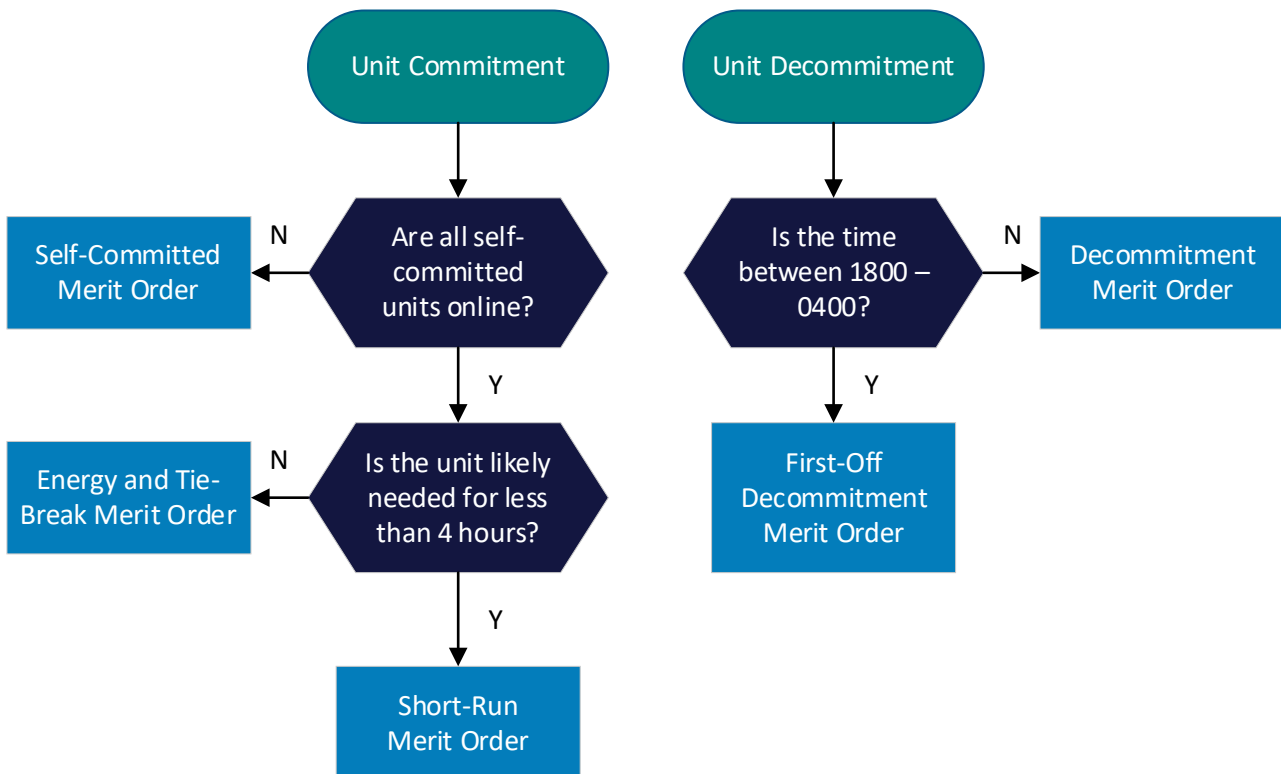 Unit Commitment
Unit Decommitment
Are all self-
committed
units online?
N
Self-Committed
Merit Order
Y
Is the unit likely
needed for less
than 4 hours?
N
Energy and Tie-
Break Merit Order
Y
Short-Run
Merit Order
Is the time
between 1800 –
0400?
N
Decommitment
Merit Order
Y
First-Off
Decommitment
Merit Order